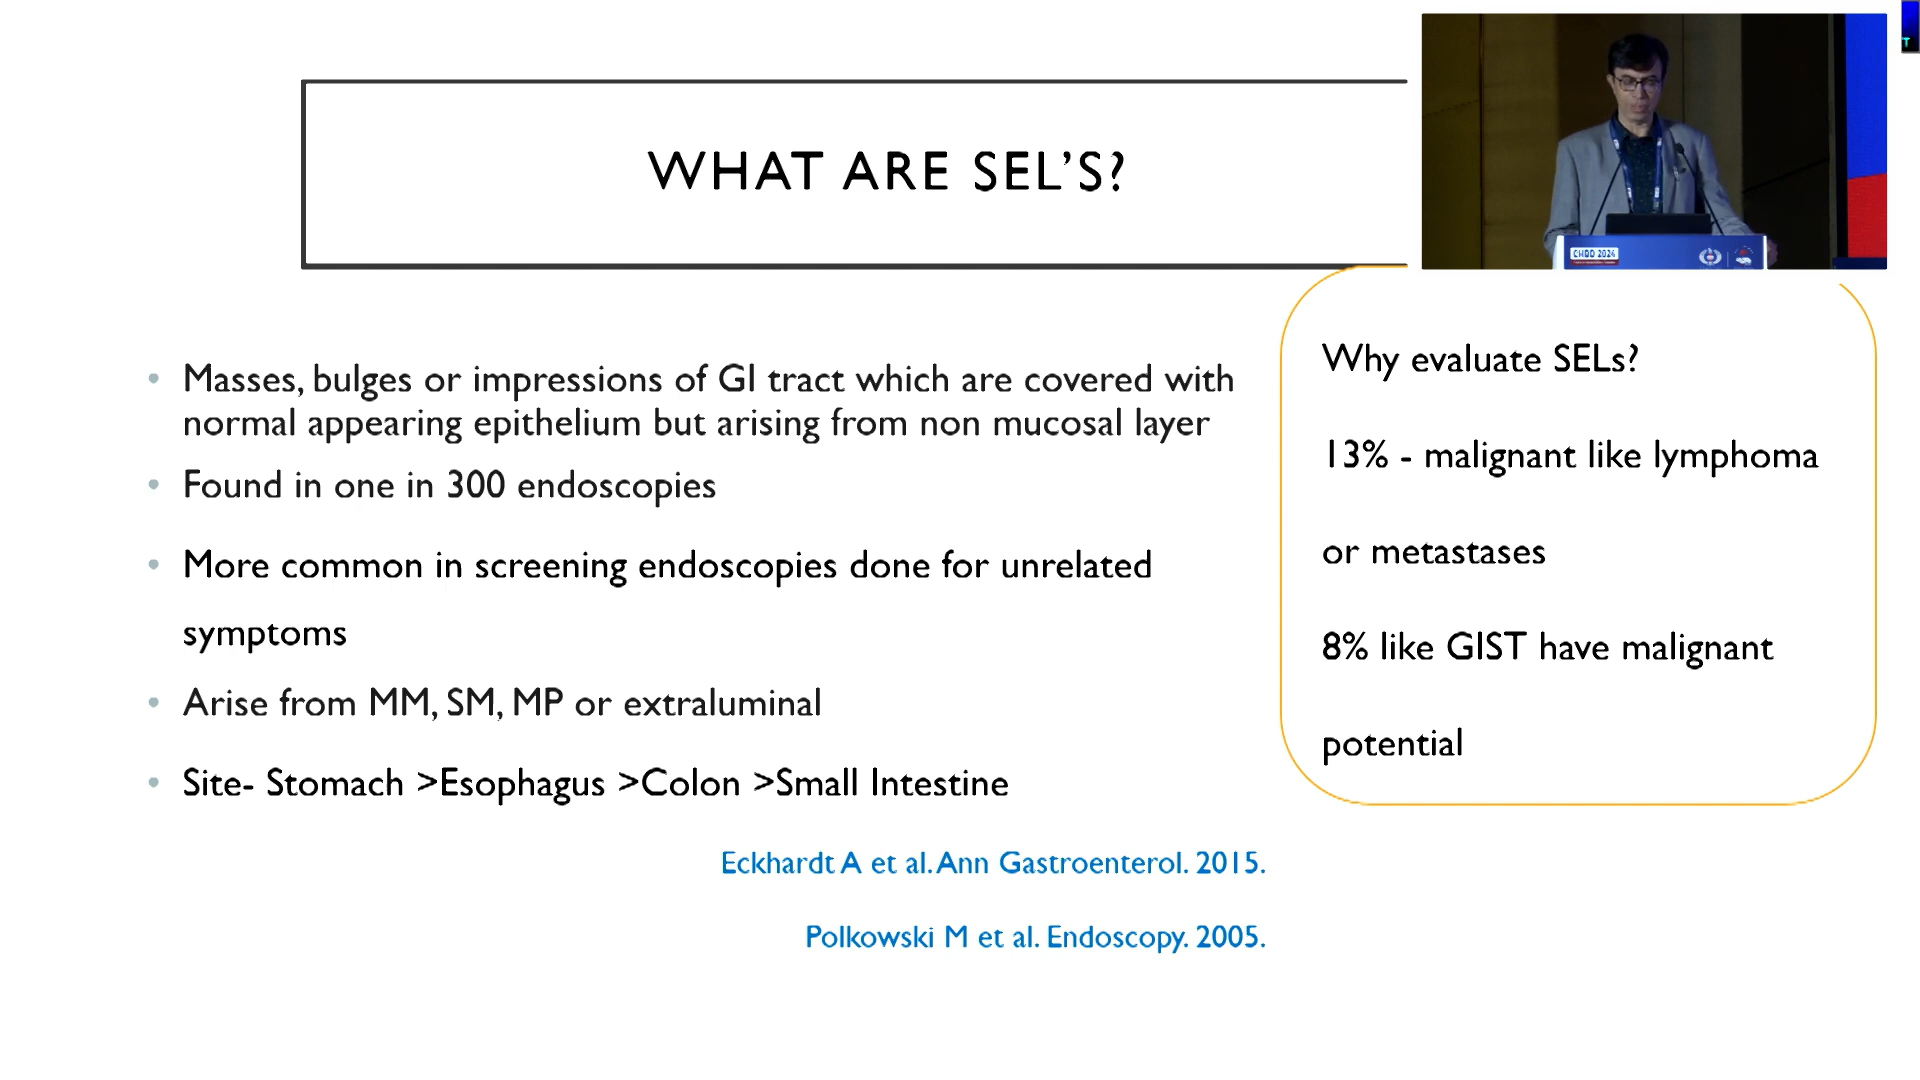 WHAT ARE SEL'S?
CHDD 2024
• Masses, bulges or impressions of GI tract which are covered with
normal appearing epithelium but arising from non mucosal layer
• Found in one in 300 endoscopies
• More common in screening endoscopies done for unrelated
symptoms
• Arise from MM, SM, MP or extraluminal
• Site- Stomach >Esophagus >Colon >Small Intestine
Eckhardt A et al. Ann Gastroenterol. 2015.
Polkowski M et al. Endoscopy. 2005.
Why evaluate SELs?
13% - malignant like lymphoma
or metastases
8% like GIST have malignant
potential